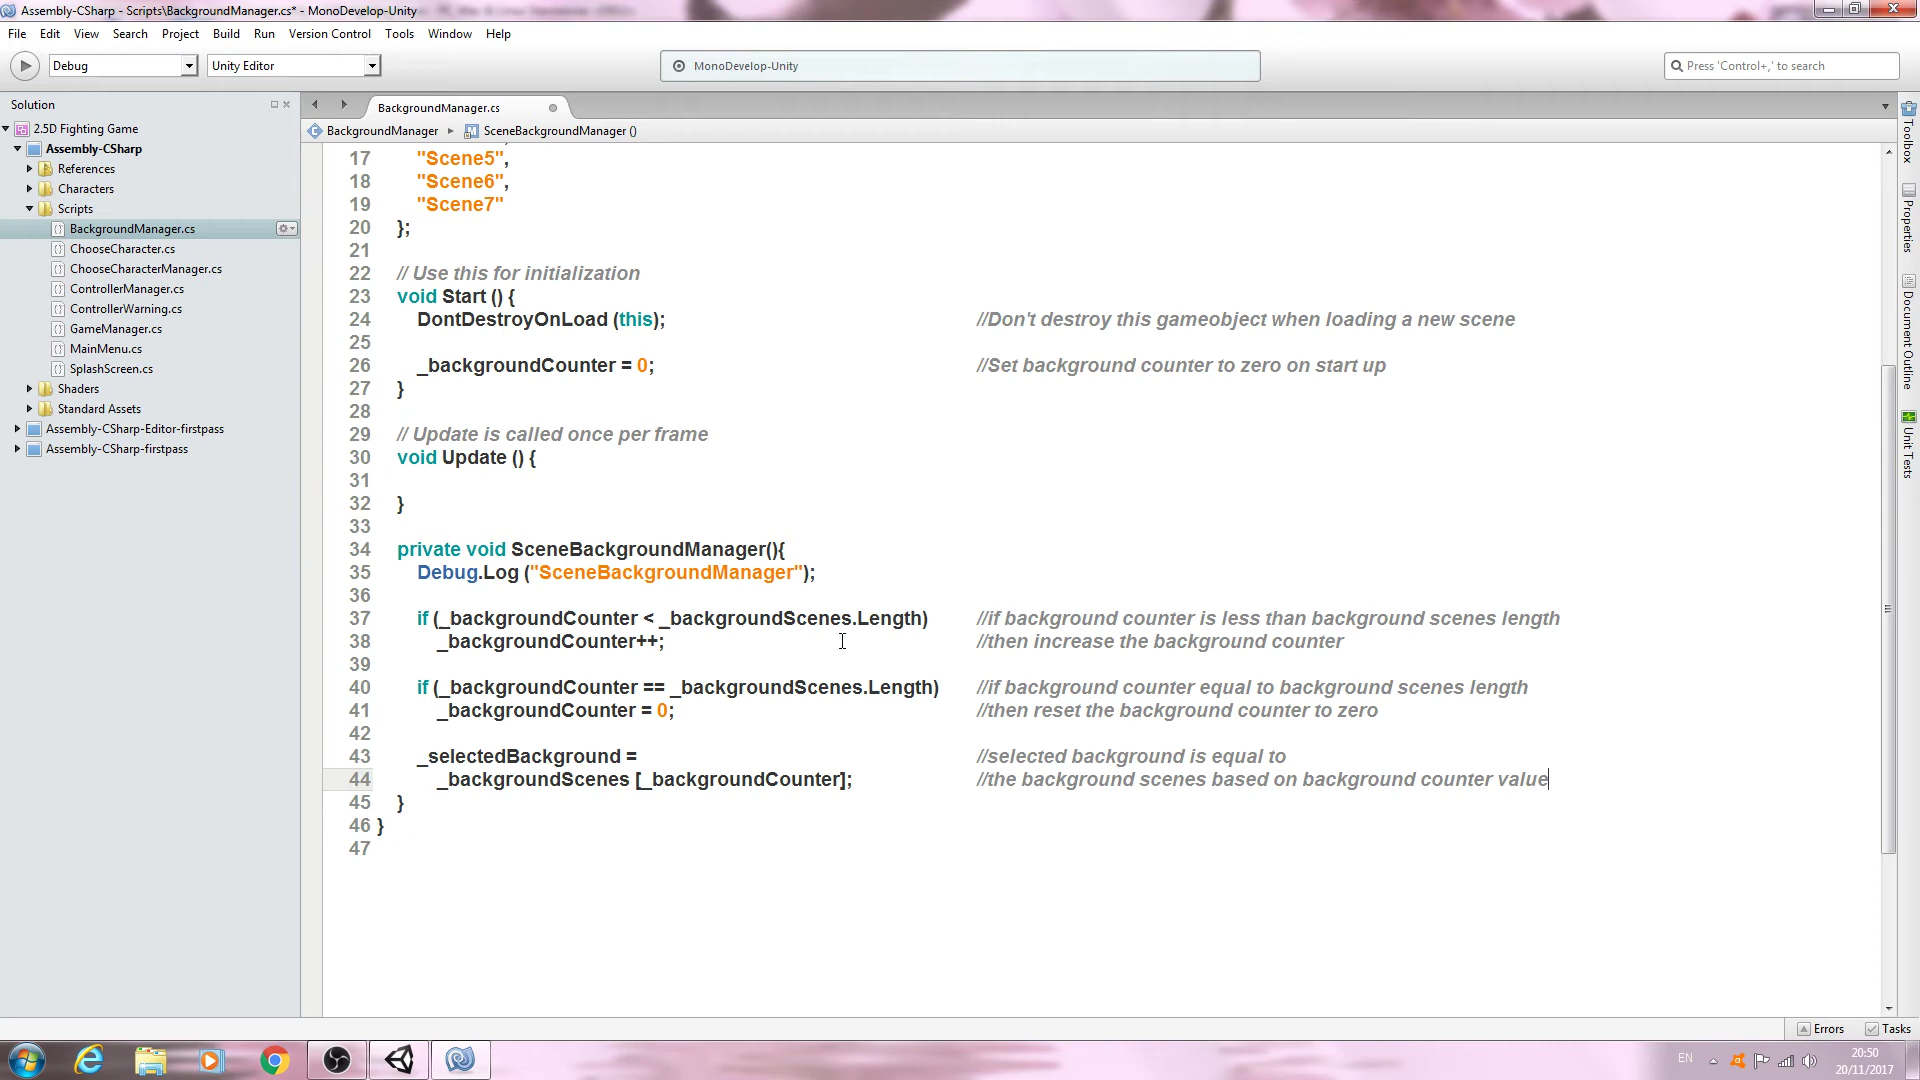 Assembly-CSharp - Scripts\BackgroundManager.cs* - MonoDevelop-Unity
File Edit View Search Project Build Run Version Control Tools Window Help
Debug Unity Editor MonoDevelop-Unity Press 'Control+,' to search
Solution
2.5D Fighting Game
Assembly-CSharp
References
Characters
Scripts
BackgroundManager.cs
ChooseCharacter.cs
ChooseCharacterManager.cs
ControllerManager.cs
ControllerWarning.cs
GameManager.cs
MainMenu.cs
SplashScreen.cs
Shaders
Standard Assets
Assembly-CSharp-Editor-firstpass
Assembly-CSharp-firstpass
BackgroundManager.cs
BackgroundManager SceneBackgroundManager ()
17 "Scene5",
18 "Scene6",
19 "Scene7"
20 };
21
22 // Use this for initialization
23 void Start () {
24 DontDestroyOnLoad (this); //Don't destroy this gameobject when loading a new scene
25
26 _backgroundCounter = 0; //Set background counter to zero on start up
27 }
28
29 // Update is called once per frame
30 void Update () {
31
32 }
33
34 private void SceneBackgroundManager(){
35 Debug.Log ("SceneBackgroundManager");
36
37 if (_backgroundCounter < _backgroundScenes.Length) //if background counter is less than background scenes length
38 _backgroundCounter++; //then increase the background counter
39
40 if (_backgroundCounter == _backgroundScenes.Length) //if background counter equal to background scenes length
41 _backgroundCounter = 0; //then reset the background counter to zero
42
43 _selectedBackground = //selected background is equal to
44 _backgroundScenes [_backgroundCounter]; //the background scenes based on background counter value
45 }
46 }
47
Toolbox
Properties
Document Outline
Unit Tests
Errors Tasks
EN
20:50
20/11/2017